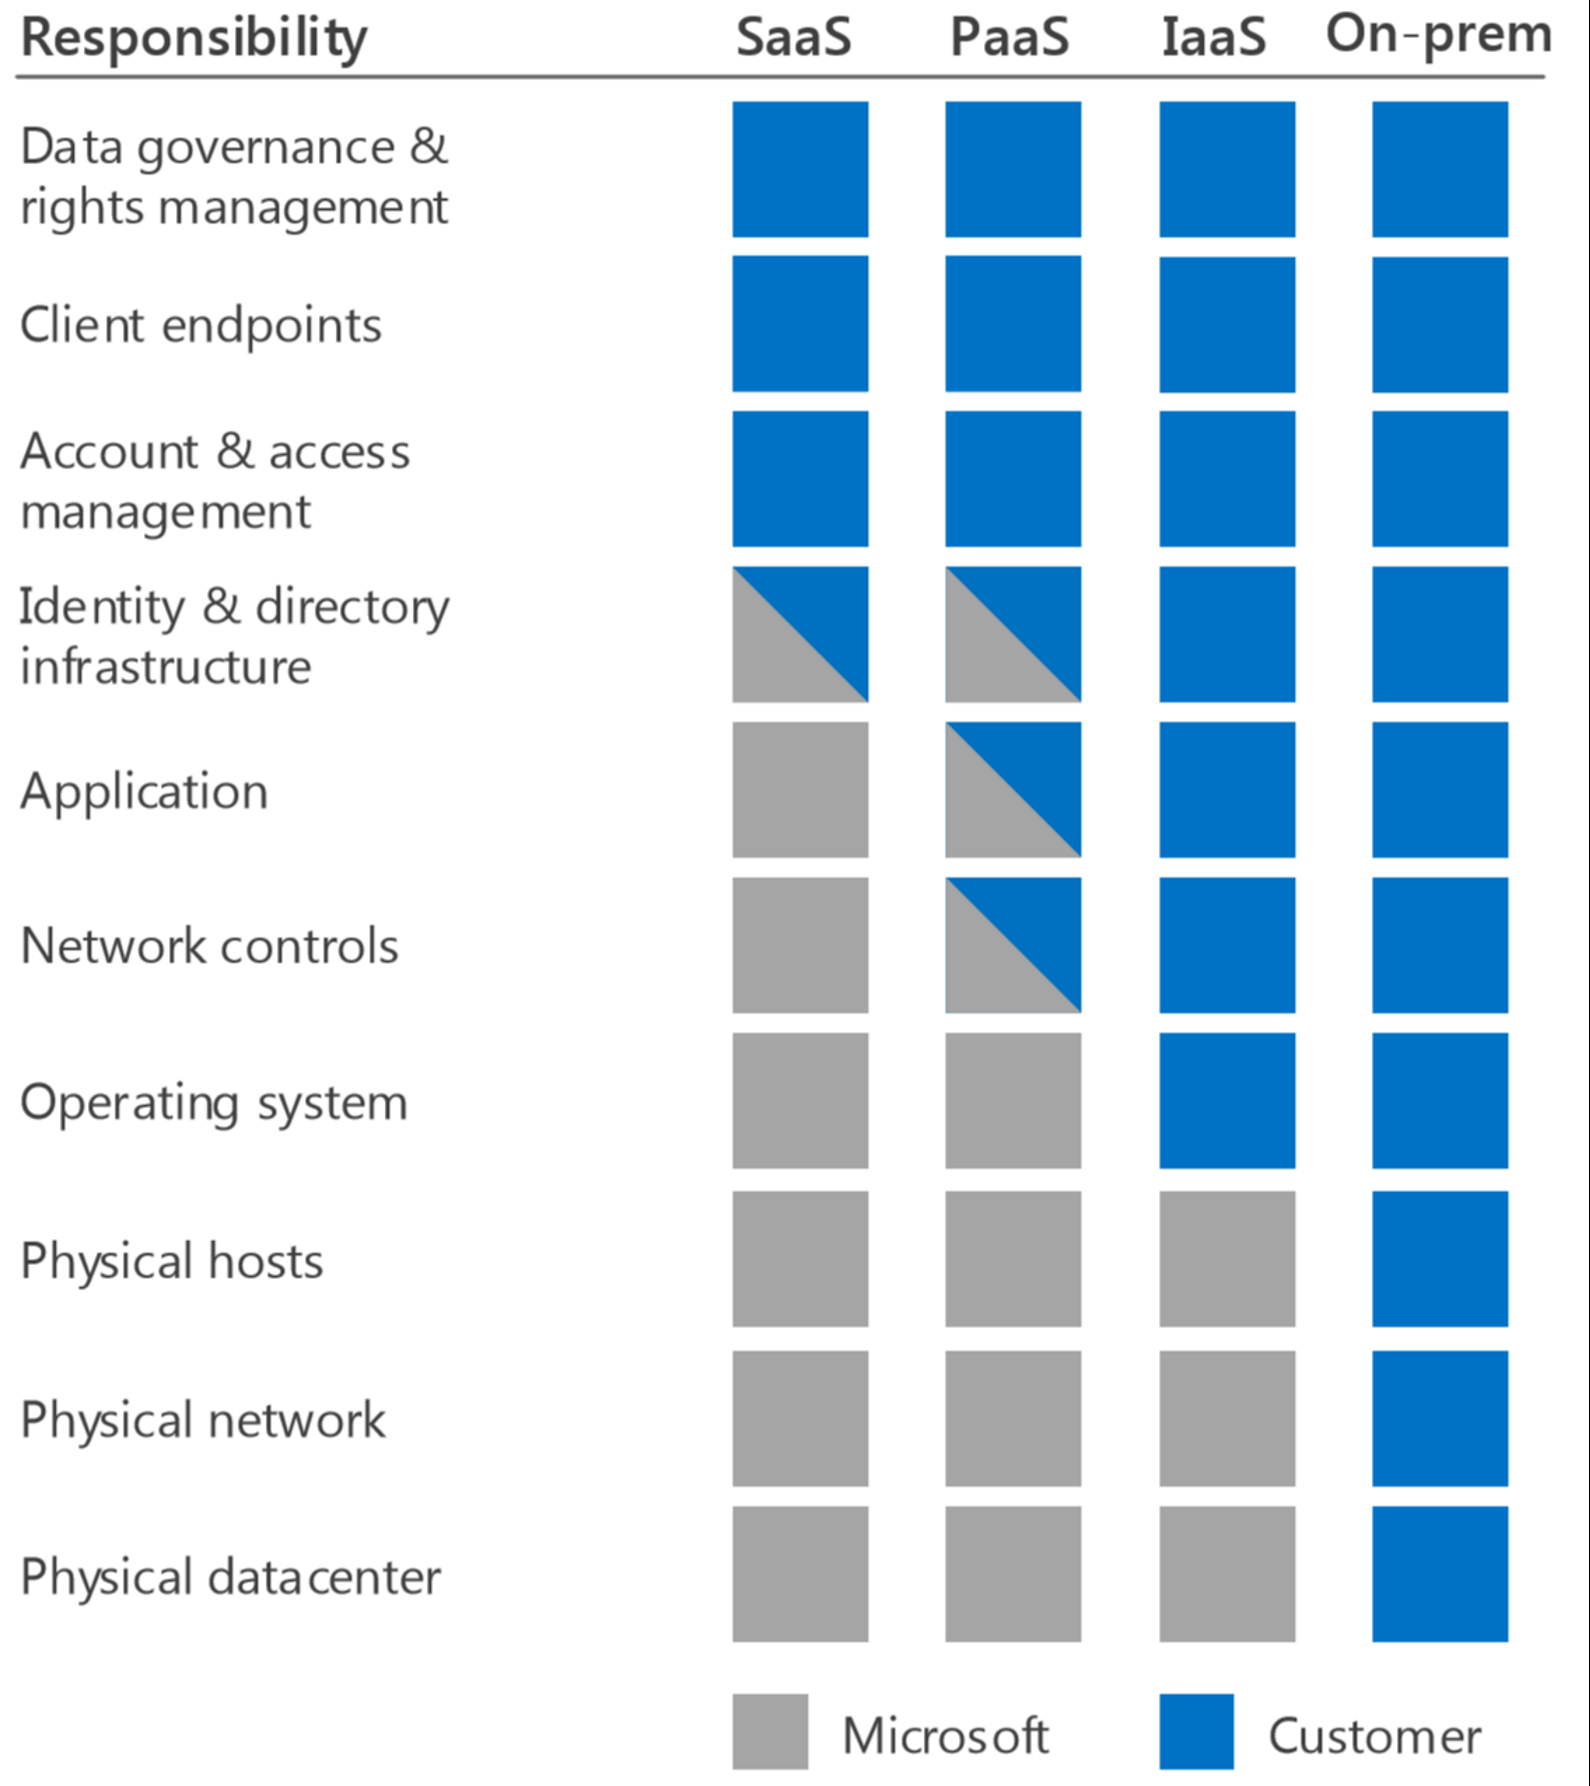 Responsibility SaaS PaaS IaaS On-prem
Data governance &
rights management
Client endpoints
Account & access
management
Identity & directory
infrastructure
Application
Network controls
Operating system
Physical hosts
Physical network
Physical datacenter
Microsoft Customer